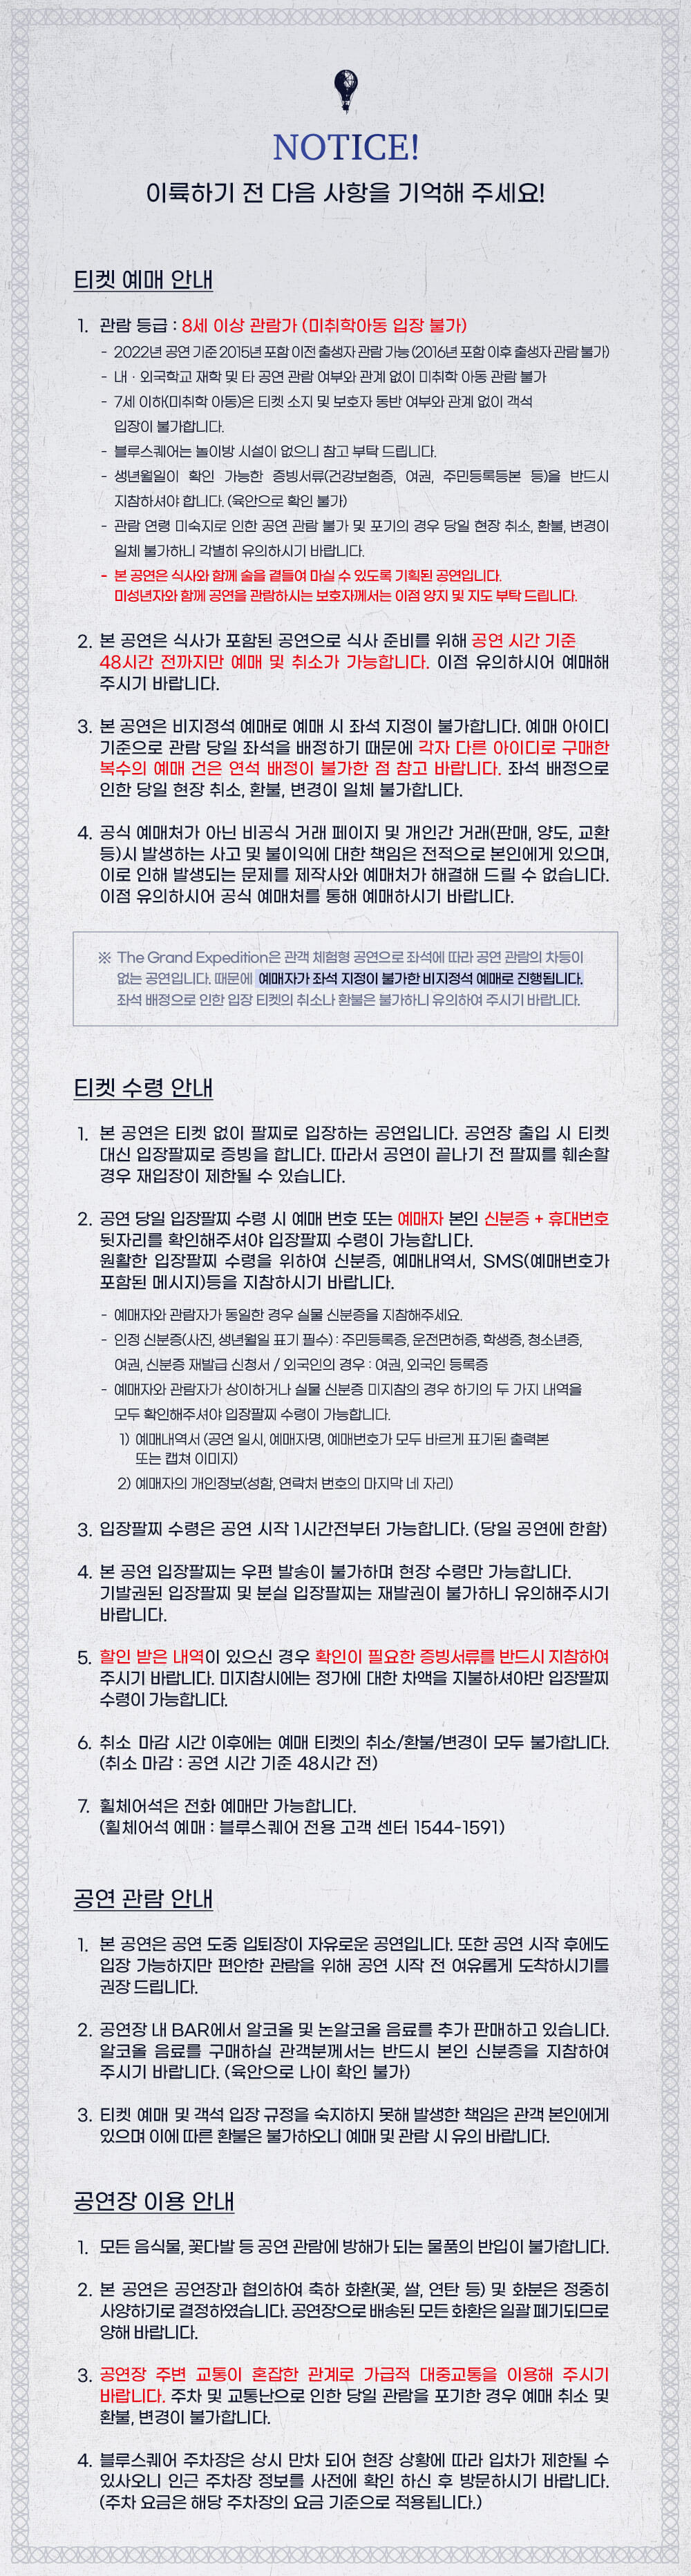 NOTICE!
이륙하기 전 다음 사항을 기억해 주세요!
티켓 예매 안내
1. 관람 등급 : 8세 이상 관람가 (미취학아동 입장 불가)
- 2022년 공연 기준 2015년 포함 이전 출생자 관람 가능 (2016년 포함 이후 출생자 관람 불가)
- 내 · 외국학교 재학 및 타 공연 관람 여부와 관계 없이 미취학 아동 관람 불가
- 7세 이하(미취학 아동)은 티켓 소지 및 보호자 동반 여부와 관계 없이 객석
입장이 불가합니다.
- 블루스퀘어는 놀이방 시설이 없으니 참고 부탁 드립니다.
- 생년월일이 확인 가능한 증빙서류(건강보험증, 여권, 주민등록등본 등)을 반드시
지참하셔야 합니다. (육안으로 확인 불가)
- 관람 연령 미숙지로 인한 공연 관람 불가 및 포기의 경우 당일 현장 취소, 환불, 변경이
일체 불가하니 각별히 유의하시기 바랍니다.
- 본 공연은 식사와 함께 술을 곁들여 마실 수 있도록 기획된 공연입니다.
미성년자와 함께 공연을 관람하시는 보호자께서는 이점 양지 및 지도 부탁 드립니다.
2. 본 공연은 식사가 포함된 공연으로 식사 준비를 위해 공연 시간 기준
48시간 전까지만 예매 및 취소가 가능합니다. 이점 유의하시어 예매해
주시기 바랍니다.
3. 본 공연은 비지정석 예매로 예매 시 좌석 지정이 불가합니다. 예매 아이디
기준으로 관람 당일 좌석을 배정하기 때문에 각자 다른 아이디로 구매한
복수의 예매 건은 연석 배정이 불가한 점 참고 바랍니다. 좌석 배정으로
인한 당일 현장 취소, 환불, 변경이 일체 불가합니다.
4. 공식 예매처가 아닌 비공식 거래 페이지 및 개인간 거래(판매, 양도, 교환
등)시 발생하는 사고 및 불이익에 대한 책임은 전적으로 본인에게 있으며,
이로 인해 발생되는 문제를 제작사와 예매처가 해결해 드릴 수 없습니다.
이점 유의하시어 공식 예매처를 통해 예매하시기 바랍니다.
※ The Grand Expedition은 관객 체험형 공연으로 좌석에 따라 공연 관람의 차등이
없는 공연입니다. 때문에 예매자가 좌석 지정이 불가한 비지정석 예매로 진행됩니다.
좌석 배정으로 인한 입장 티켓의 취소나 환불은 불가하니 유의하여 주시기 바랍니다.
티켓 수령 안내
1. 본 공연은 티켓 없이 팔찌로 입장하는 공연입니다. 공연장 출입 시 티켓
대신 입장팔찌로 증빙을 합니다. 따라서 공연이 끝나기 전 팔찌를 훼손할
경우 재입장이 제한될 수 있습니다.
2. 공연 당일 입장팔찌 수령 시 예매 번호 또는 예매자 본인 신분증 + 휴대번호
뒷자리를 확인해주셔야 입장팔찌 수령이 가능합니다.
원활한 입장팔찌 수령을 위하여 신분증, 예매내역서, SMS(예매번호가
포함된 메시지)등을 지참하시기 바랍니다.
- 예매자와 관람자가 동일한 경우 실물 신분증을 지참해주세요.
- 인정 신분증(사진, 생년월일 표기 필수) : 주민등록증, 운전면허증, 학생증, 청소년증,
여권, 신분증 재발급 신청서 / 외국인의 경우 : 여권, 외국인 등록증
- 예매자와 관람자가 상이하거나 실물 신분증 미지참의 경우 하기의 두 가지 내역을
모두 확인해주셔야 입장팔찌 수령이 가능합니다.
1) 예매내역서 (공연 일시, 예매자명, 예매번호가 모두 바르게 표기된 출력본
또는 캡쳐 이미지)
2) 예매자의 개인정보(성함, 연락처 번호의 마지막 네 자리)
3. 입장팔찌 수령은 공연 시작 1시간전부터 가능합니다. (당일 공연에 한함)
4. 본 공연 입장팔찌는 우편 발송이 불가하며 현장 수령만 가능합니다.
기발권된 입장팔찌 및 분실 입장팔찌는 재발권이 불가하니 유의해주시기
바랍니다.
5. 할인 받은 내역이 있으신 경우 확인이 필요한 증빙서류를 반드시 지참하여
주시기 바랍니다. 미지참시에는 정가에 대한 차액을 지불하셔야만 입장팔찌
수령이 가능합니다.
6. 취소 마감 시간 이후에는 예매 티켓의 취소/환불/변경이 모두 불가합니다.
(취소 마감 : 공연 시간 기준 48시간 전)
7. 휠체어석은 전화 예매만 가능합니다.
(휠체어석 예매 : 블루스퀘어 전용 고객 센터 1544-1591)
공연 관람 안내
1. 본 공연은 공연 도중 입퇴장이 자유로운 공연입니다. 또한 공연 시작 후에도
입장 가능하지만 편안한 관람을 위해 공연 시작 전 여유롭게 도착하시기를
권장 드립니다.
2. 공연장 내 BAR에서 알코올 및 논알코올 음료를 추가 판매하고 있습니다.
알코올 음료를 구매하실 관객분께서는 반드시 본인 신분증을 지참하여
주시기 바랍니다. (육안으로 나이 확인 불가)
3. 티켓 예매 및 객석 입장 규정을 숙지하지 못해 발생한 책임은 관객 본인에게
있으며 이에 따른 환불은 불가하오니 예매 및 관람 시 유의 바랍니다.
공연장 이용 안내
1. 모든 음식물, 꽃다발 등 공연 관람에 방해가 되는 물품의 반입이 불가합니다.
2. 본 공연은 공연장과 협의하여 축하 화환(꽃, 쌀, 연탄 등) 및 화분은 정중히
사양하기로 결정하였습니다. 공연장으로 배송된 모든 화환은 일괄 폐기되므로
양해 바랍니다.
3. 공연장 주변 교통이 혼잡한 관계로 가급적 대중교통을 이용해 주시기
바랍니다. 주차 및 교통난으로 인한 당일 관람을 포기한 경우 예매 취소 및
환불, 변경이 불가합니다.
4. 블루스퀘어 주차장은 상시 만차 되어 현장 상황에 따라 입차가 제한될 수
있사오니 인근 주차장 정보를 사전에 확인 하신 후 방문하시기 바랍니다.
(주차 요금은 해당 주차장의 요금 기준으로 적용됩니다.)